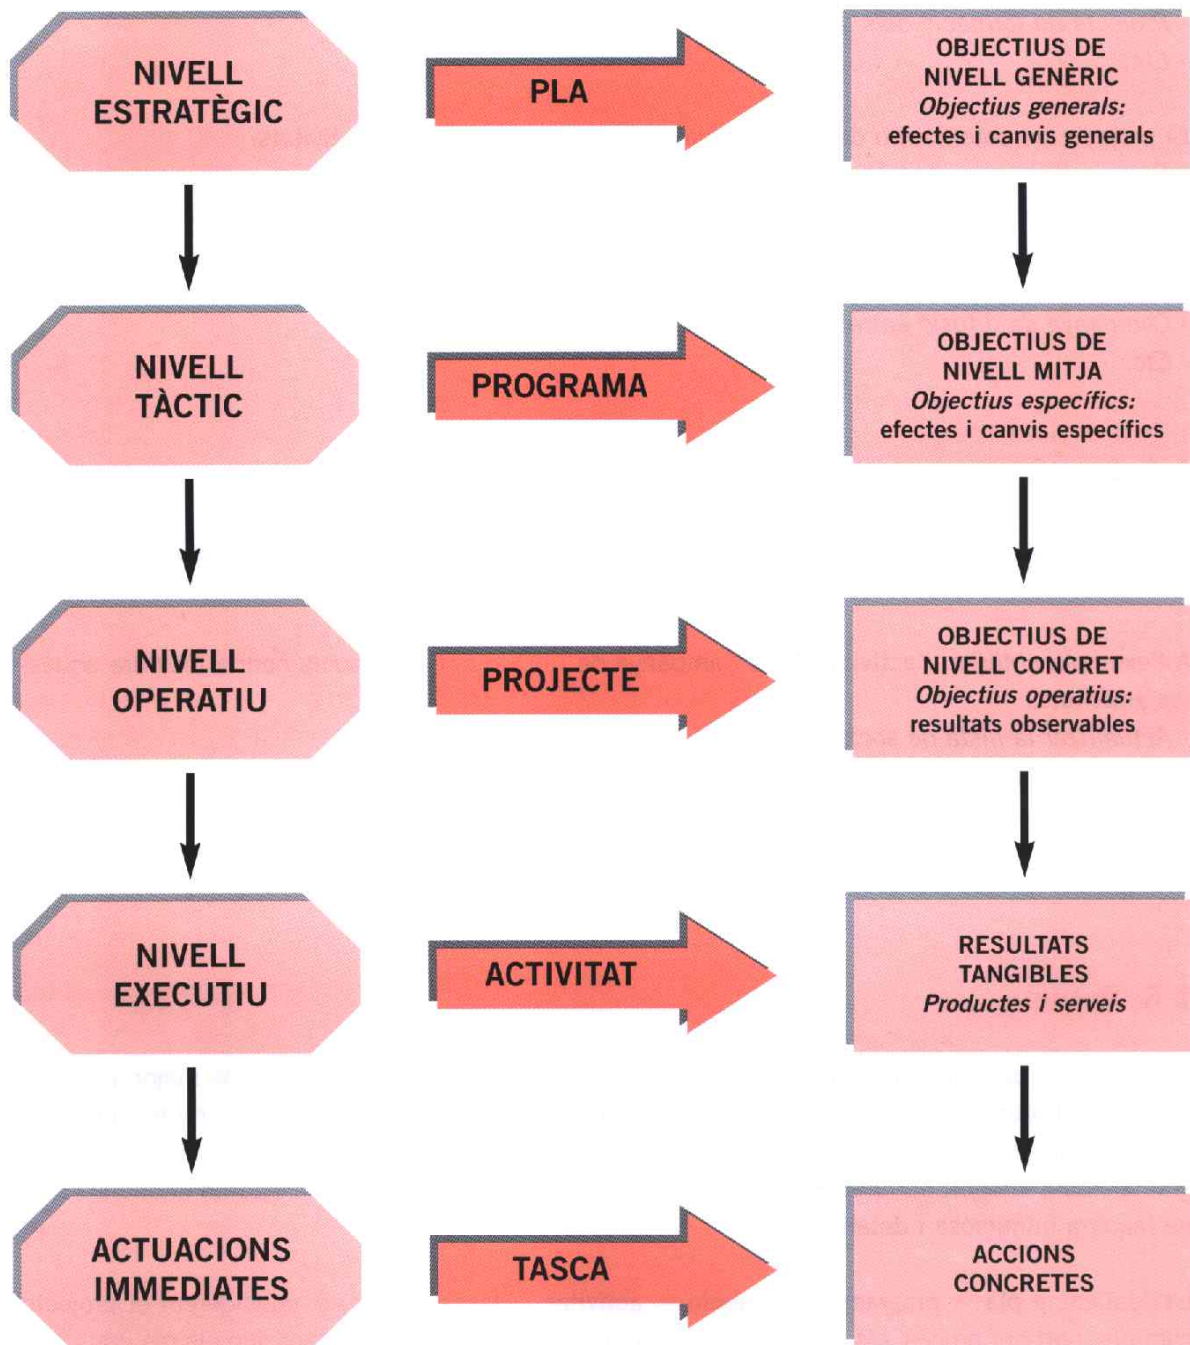 NIVELL
ESTRATÈGIC
PLA
OBJECTIUS DE
NIVELL GENÈRIC
Objectius generals:
efectes i canvis generals
NIVELL
TÀCTIC
PROGRAMA
OBJECTIUS DE
NIVELL MITJA
Objectius específics:
efectes i canvis específics
NIVELL
OPERATIU
PROJECTE
OBJECTIUS DE
NIVELL CONCRET
Objectius operatius:
resultats observables
NIVELL
EXECUTIU
ACTIVITAT
RESULTATS
TANGIBLES
Productes i serveis
ACTUACIONS
IMMEDIATES
TASCA
ACCIONS
CONCRETES